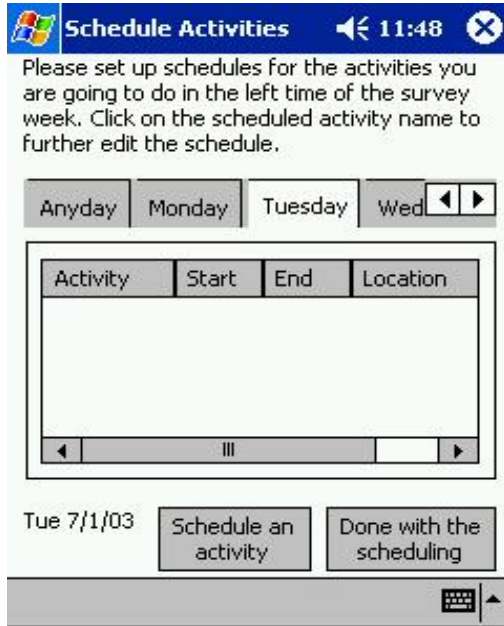 Schedule Activities 11:48
Please set up schedules for the activities you
are going to do in the left time of the survey
week. Click on the scheduled activity name to
further edit the schedule.
Anyday Monday Tuesday Wed
Activity Start End Location
Tue 7/1/03 Schedule an activity Done with the scheduling